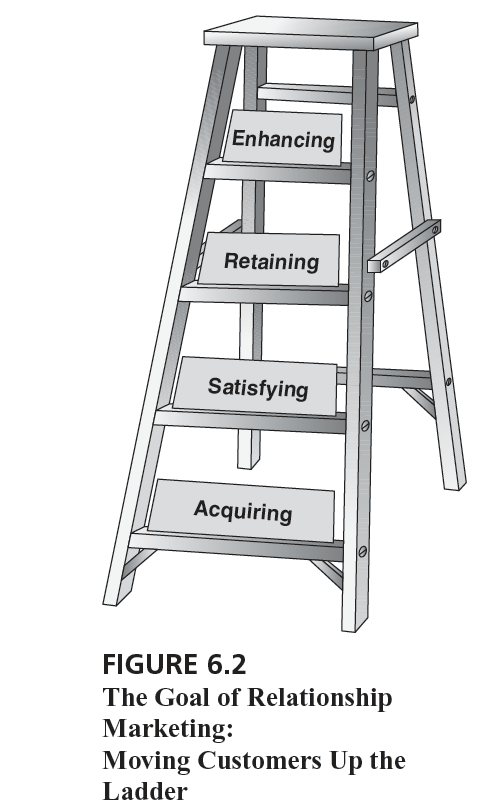 Enhancing
Retaining
Satisfying
Acquiring
FIGURE 6.2
The Goal of Relationship
Marketing:
Moving Customers Up the
Ladder